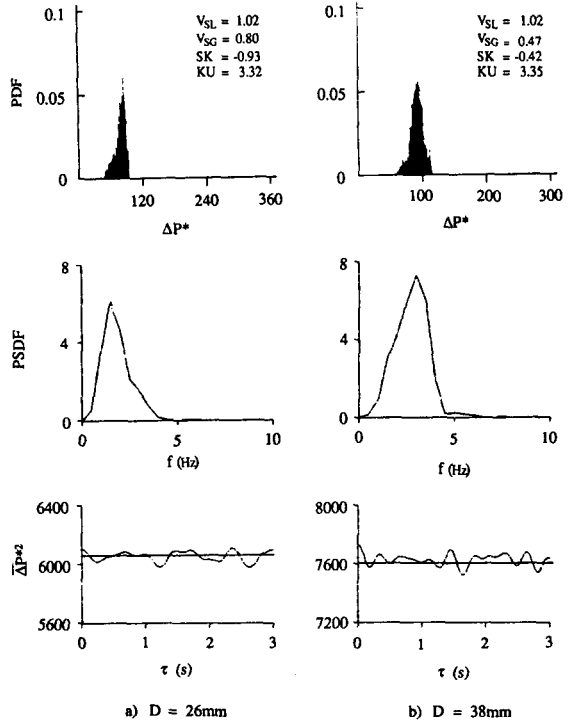 0.1
V_SL = 1.02
V_SG = 0.80
SK = -0.93
KU = 3.32
PDF
0.05
0
120
240
360
ΔP*
0.1
V_SL = 1.02
V_SG = 0.47
SK = -0.42
KU = 3.35
0.05
0
100
200
300
ΔP*
8
PSDF
4
0
0
5
10
f (Hz)
8
4
0
0
5
10
f (Hz)
6400
ΔP̅*2
6000
5600
0
1
2
3
τ (s)
8000
7600
7200
0
1
2
3
τ (s)
a) D = 26mm
b) D = 38mm